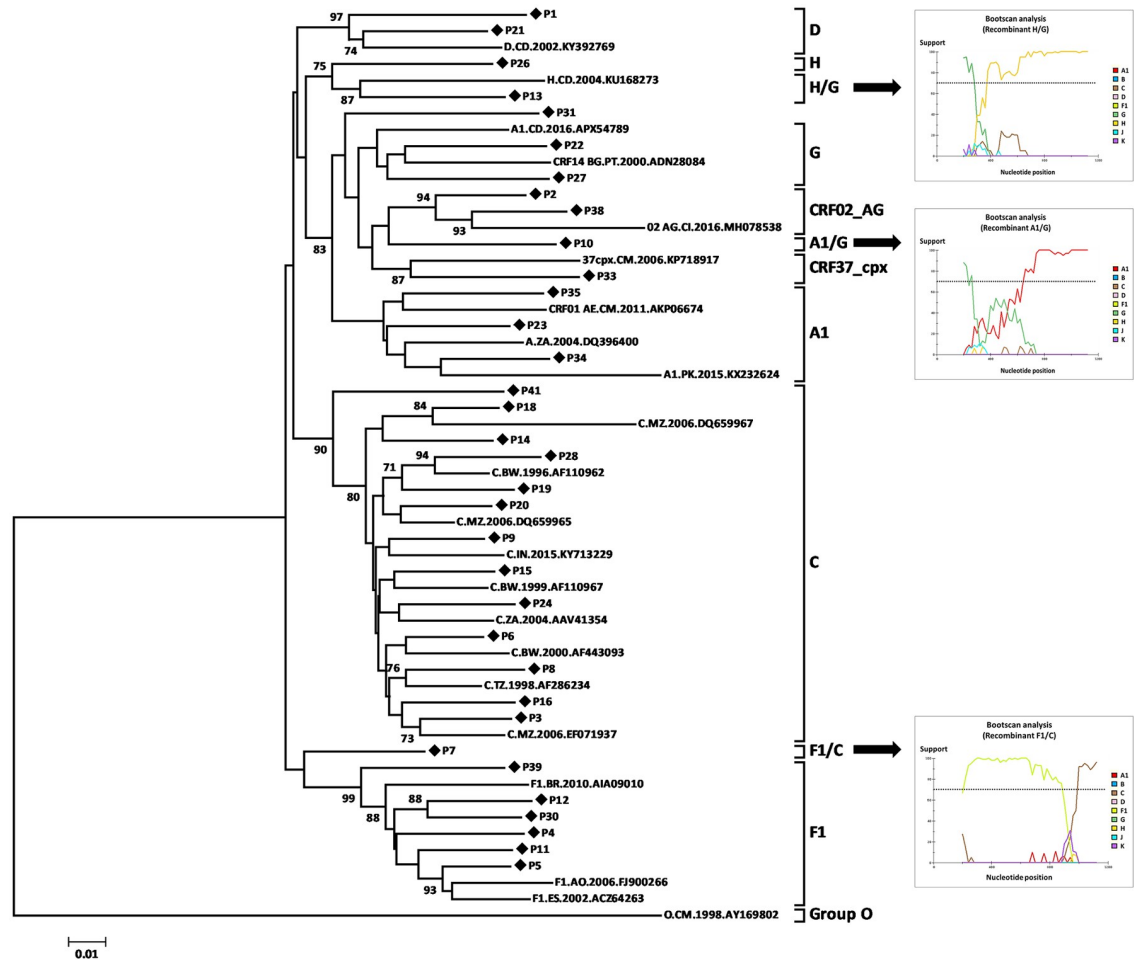 97
P1
P21
74
D.CD.2002.KY392769
D
75
P26
H
H.CD.2004.KU168273
87
P13
H/G
P31
A1.CD.2016.APX54789
P22
CRF14 BG.PT.2000.ADN28084
P27
G
94
P2
P38
93
02 AG.CI.2016.MH078538
CRF02_AG
83
P10
A1/G
37cpx.CM.2006.KP718917
87
P33
CRF37_cpx
P35
CRF01 AE.CM.2011.AKP06674
P23
A.ZA.2004.DQ396400
P34
A1.PK.2015.KX232624
A1
P41
84
P18
C.MZ.2006.DQ659967
90
P14
94
P28
71
C.BW.1996.AF110962
80
P19
P20
C.MZ.2006.DQ659965
P9
C.IN.2015.KY713229
C
P15
C.BW.1999.AF110967
P24
C.ZA.2004.AAV41354
P6
C.BW.2000.AF443093
76
P8
C.TZ.1998.AF286234
P16
P3
73
C.MZ.2006.EF071937
P7
F1/C
P39
99
F1.BR.2010.AIA09010
88
P12
88
P30
P4
F1
P11
P5
93
F1.AO.2006.FJ900266
F1.ES.2002.ACZ64263
O.CM.1998.AY169802
Group O
0.01
Bootscan analysis
(Recombinant H/G)
Support
A1
B
C
D
F1
G
H
J
K
Nucleotide position
Bootscan analysis
(Recombinant A1/G)
Support
A1
B
C
D
F1
G
H
J
K
Nucleotide position
Bootscan analysis
(Recombinant F1/C)
Support
A1
B
C
D
F1
G
H
J
K
Nucleotide position